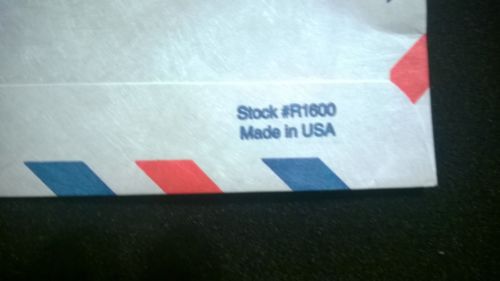 Stock #R1600
Made in USA